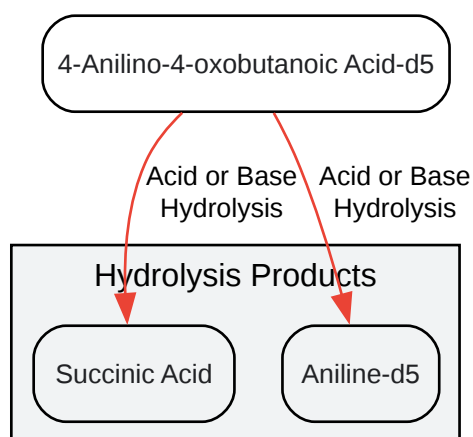 4-Anilino-4-oxobutanoic Acid-d5
Acid or Base
Hydrolysis
Acid or Base
Hydrolysis
Hydrolysis Products
Succinic Acid
Aniline-d5